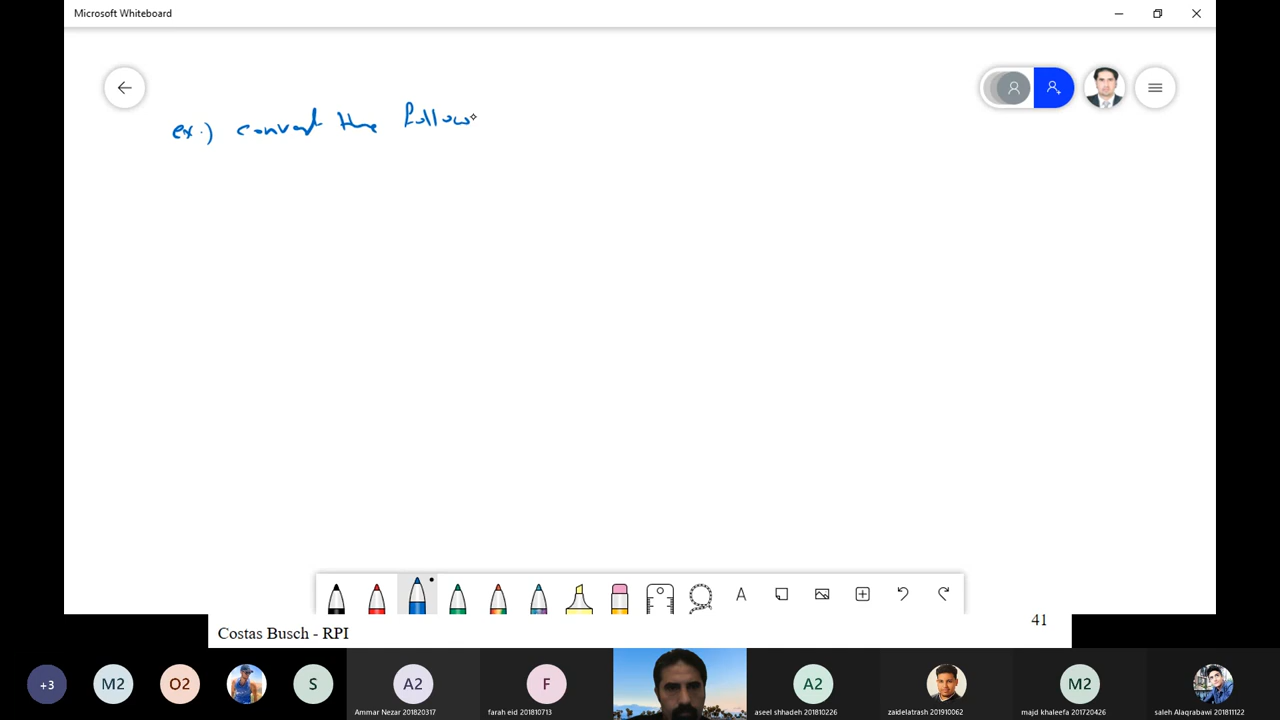 Microsoft Whiteboard
ex.) convert the follow
A
41
Costas Busch - RPI
+3
M2
O2
S
A2
F
A2
M2
Ammar Nezar 201820317
farah eid 201810713
aseel shhadeh 201810226
zaidelatrash 201910062
majd khaleefa 201720426
saleh Alaqrabawi 201811122